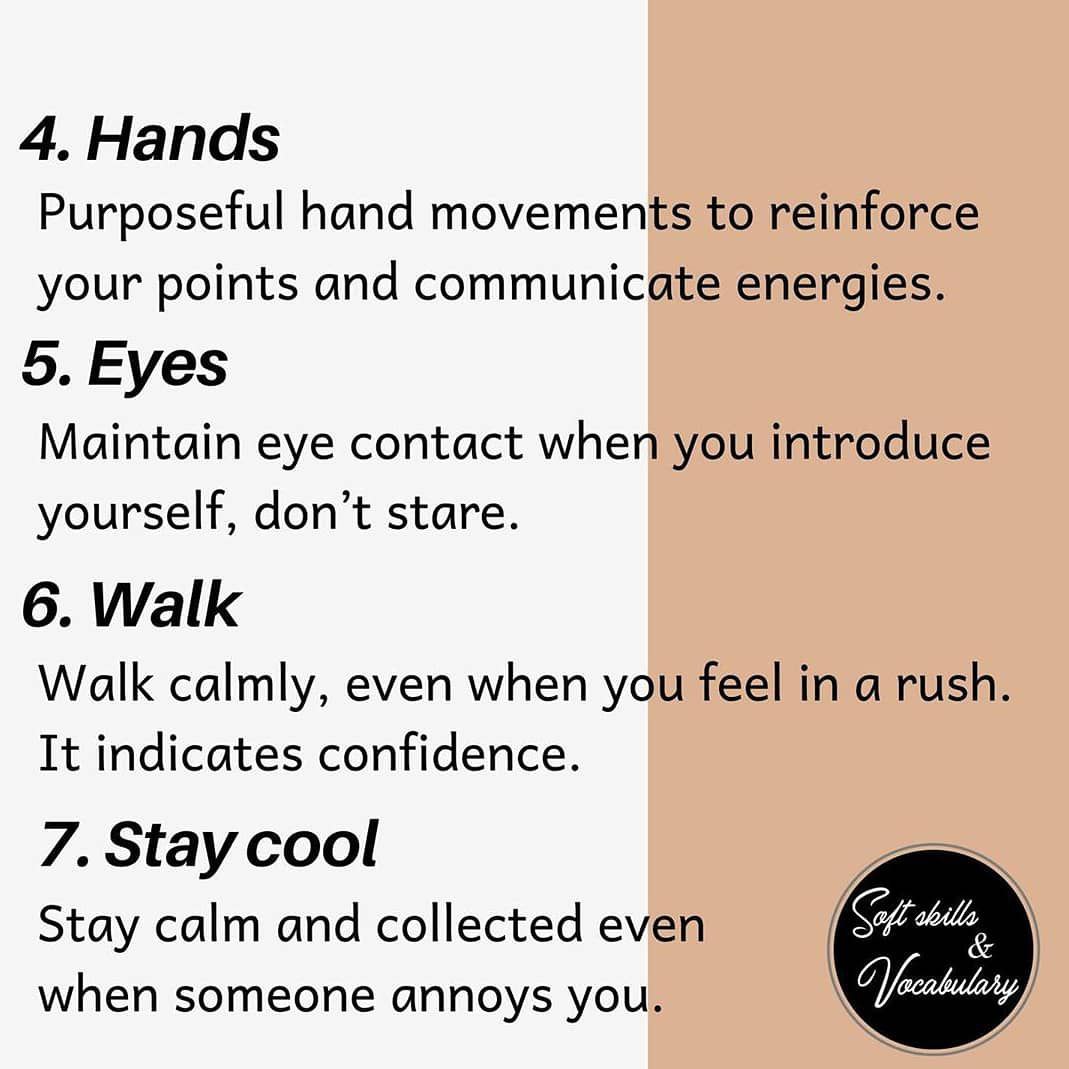 4. Hands
Purposeful hand movements to reinforce
your points and communicate energies.
5. Eyes
Maintain eye contact when you introduce
yourself, don’t stare.
6. Walk
Walk calmly, even when you feel in a rush.
It indicates confidence.
7. Stay cool
Stay calm and collected even
when someone annoys you.
Soft skills
&
Vocabulary